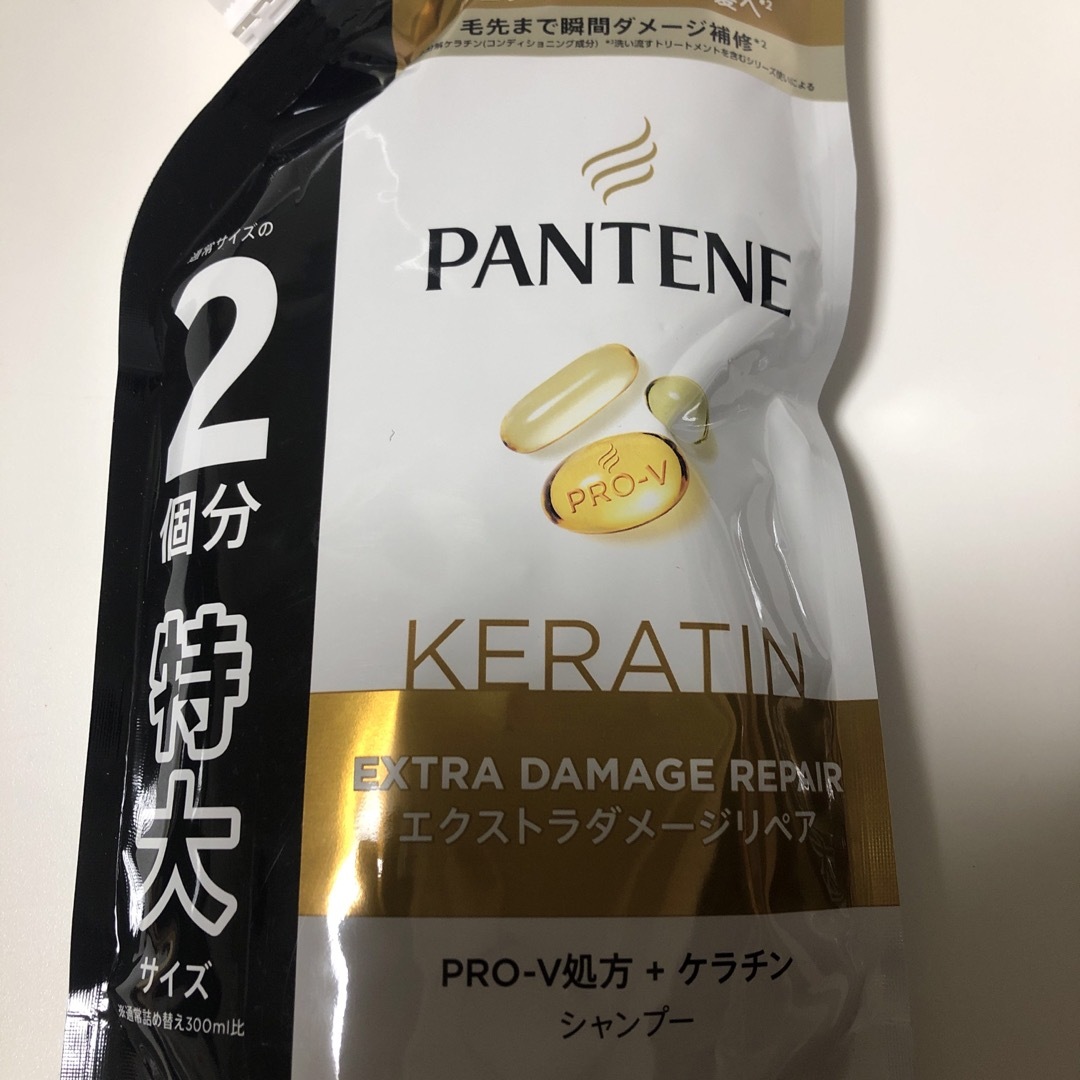 毛先まで瞬間ダメージ補修*2
ケラチン(コンディショニング成分) *2洗い流すトリートメントを含むシリーズ使いによる
PANTENE
PRO-V
KERATIN
EXTRA DAMAGE REPAIR
エクストラダメージリペア
PRO-V処方 + ケラチン
シャンプー
通常サイズの
2
個分
特大
サイズ
※通常詰め替え300ml比